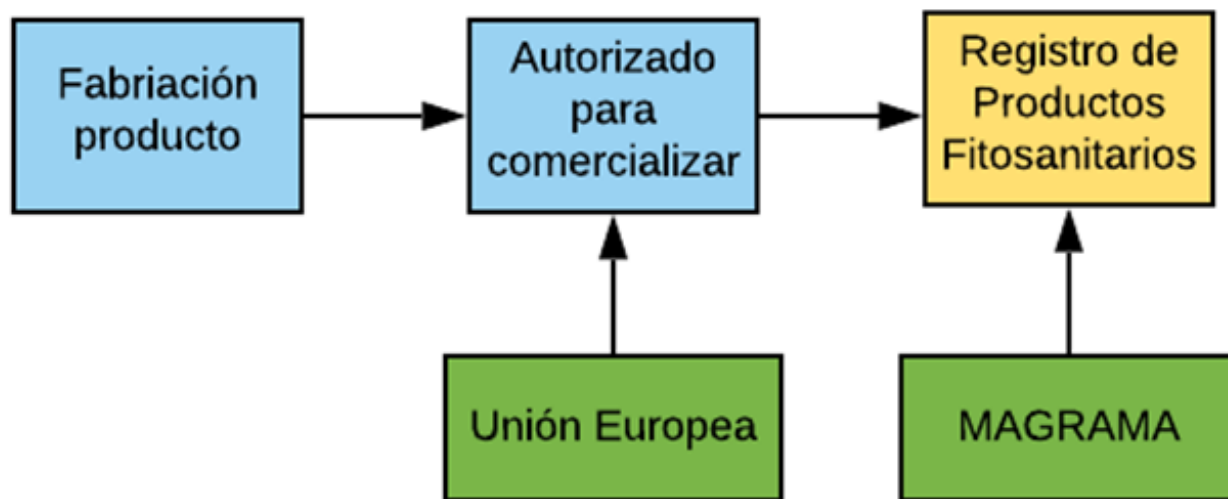 Fabriación
producto
Autorizado
para
comercializar
Registro de
Productos
Fitosanitarios
Unión Europea
MAGRAMA